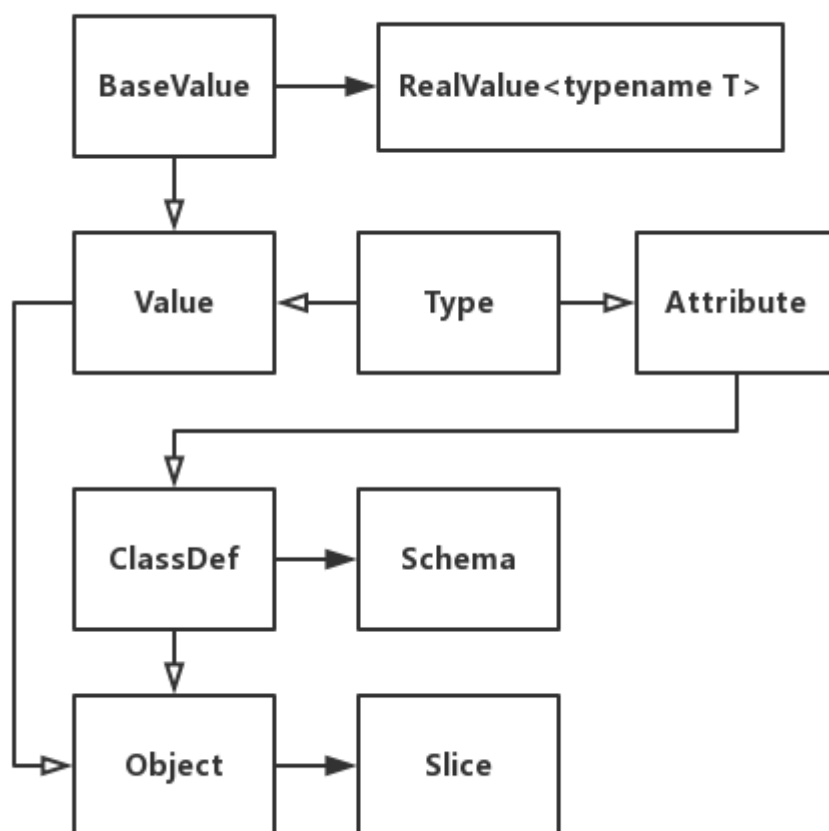 BaseValue
RealValue<typename T>
Value
Type
Attribute
ClassDef
Schema
Object
Slice